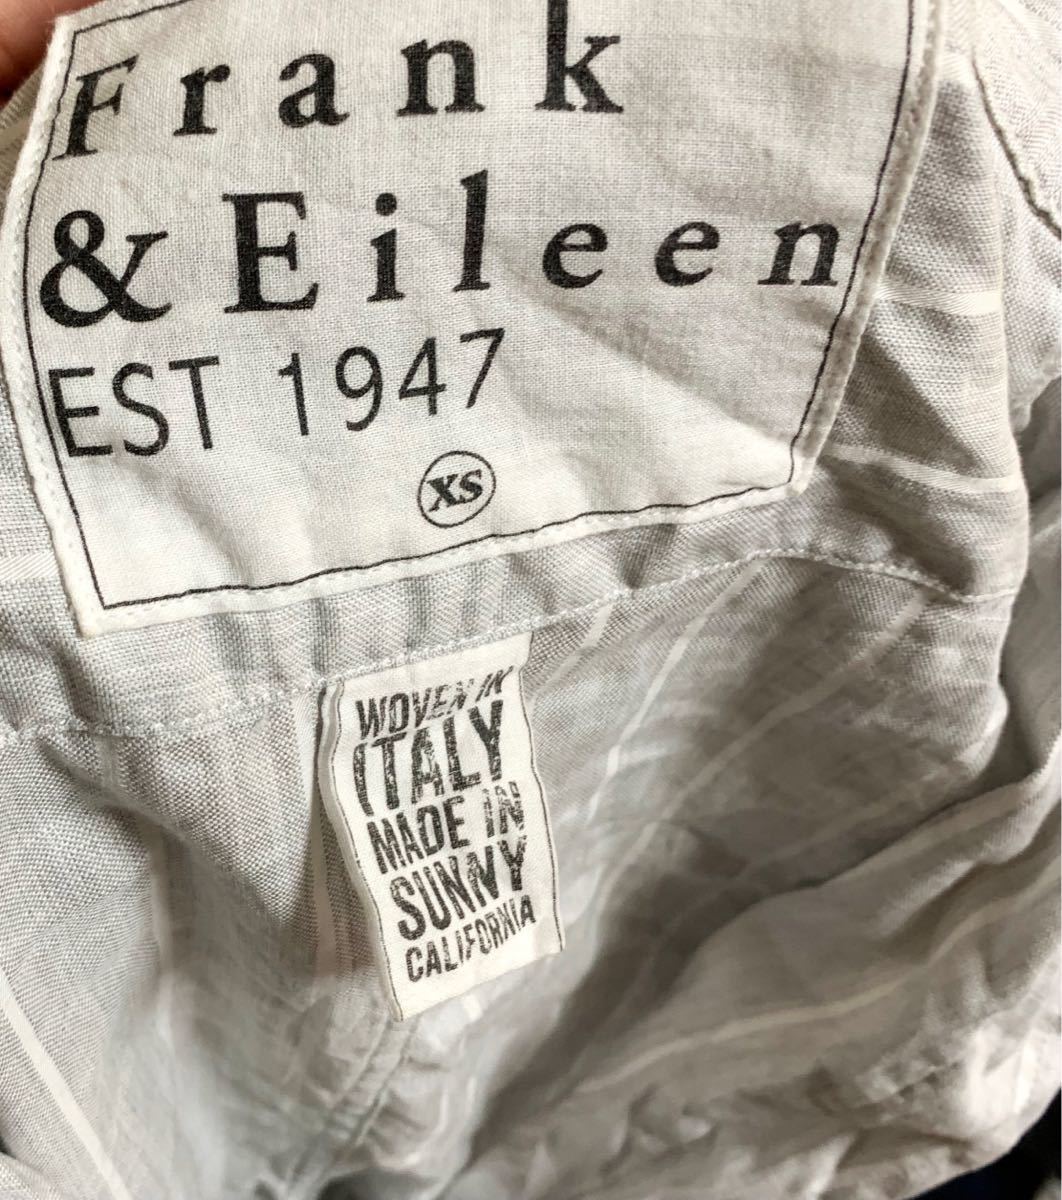 Frank
& Eileen
EST 1947
XS
WOVEN IN
ITALY
MADE IN
SUNNY
CALIFORNIA